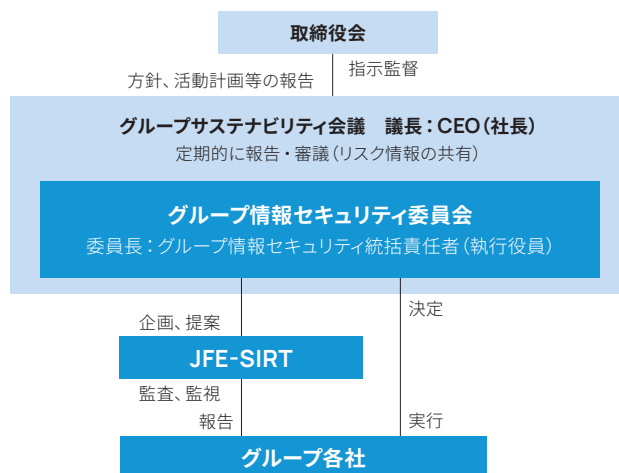 取締役会
方針、活動計画等の報告
指示監督
グループサステナビリティ会議　議長：CEO（社長）
定期的に報告・審議（リスク情報の共有）
グループ情報セキュリティ委員会
委員長：グループ情報セキュリティ統括責任者（執行役員）
企画、提案
決定
JFE-SIRT
監査、監視
報告
実行
グループ各社